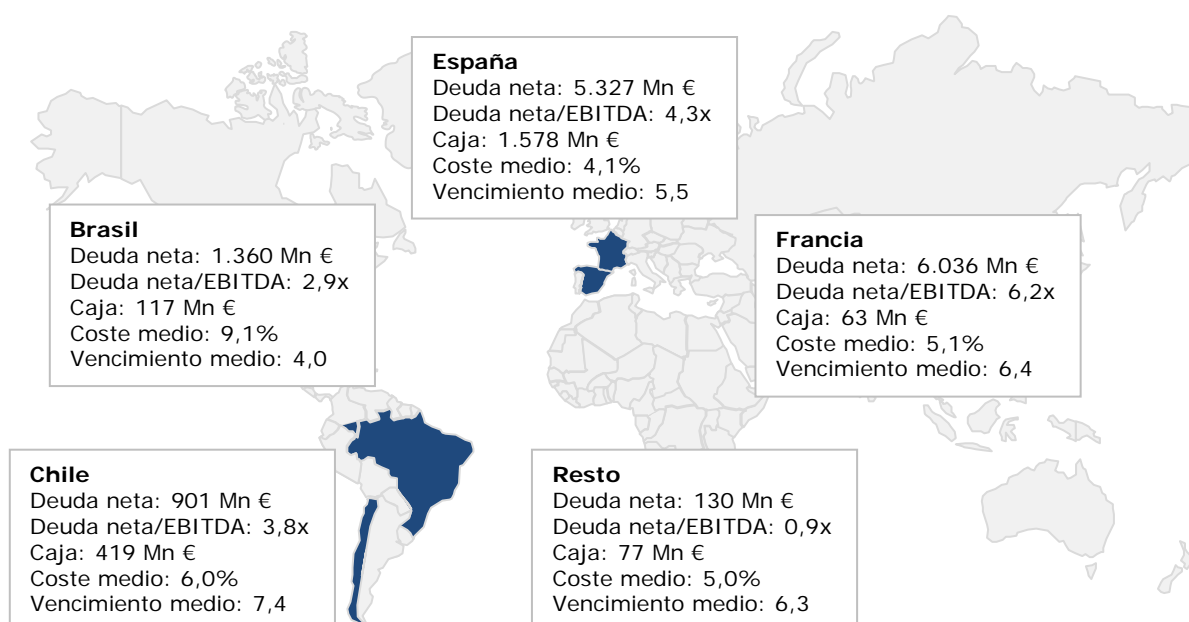 España
Deuda neta: 5.327 Mn €
Deuda neta/EBITDA: 4,3x
Caja: 1.578 Mn €
Coste medio: 4,1%
Vencimiento medio: 5,5
Brasil
Deuda neta: 1.360 Mn €
Deuda neta/EBITDA: 2,9x
Caja: 117 Mn €
Coste medio: 9,1%
Vencimiento medio: 4,0
Francia
Deuda neta: 6.036 Mn €
Deuda neta/EBITDA: 6,2x
Caja: 63 Mn €
Coste medio: 5,1%
Vencimiento medio: 6,4
Chile
Deuda neta: 901 Mn €
Deuda neta/EBITDA: 3,8x
Caja: 419 Mn €
Coste medio: 6,0%
Vencimiento medio: 7,4
Resto
Deuda neta: 130 Mn €
Deuda neta/EBITDA: 0,9x
Caja: 77 Mn €
Coste medio: 5,0%
Vencimiento medio: 6,3